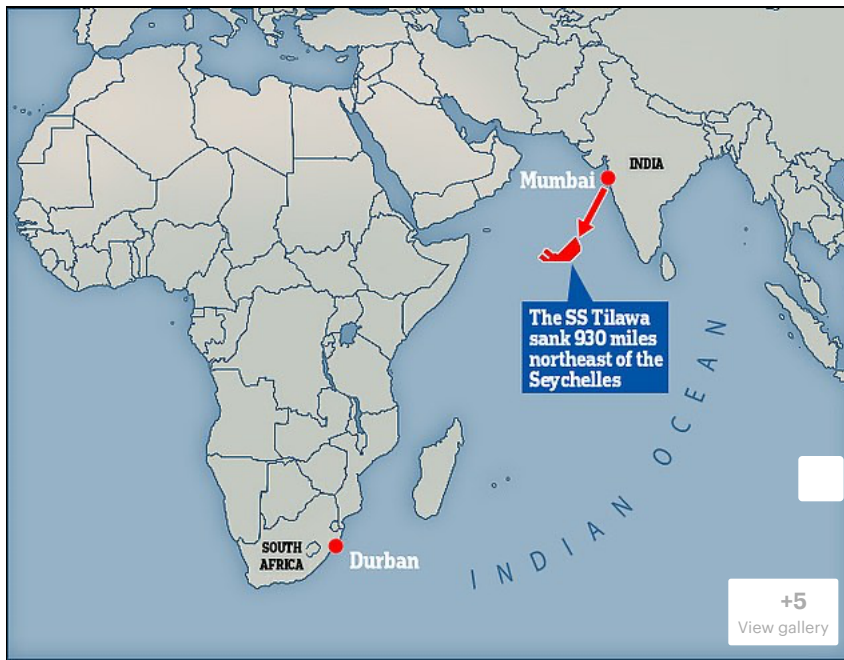 INDIA
Mumbai
The SS Tilawa
sank 930 miles
northeast of the
Seychelles
INDIAN OCEAN
SOUTH
AFRICA
Durban
+5
View gallery